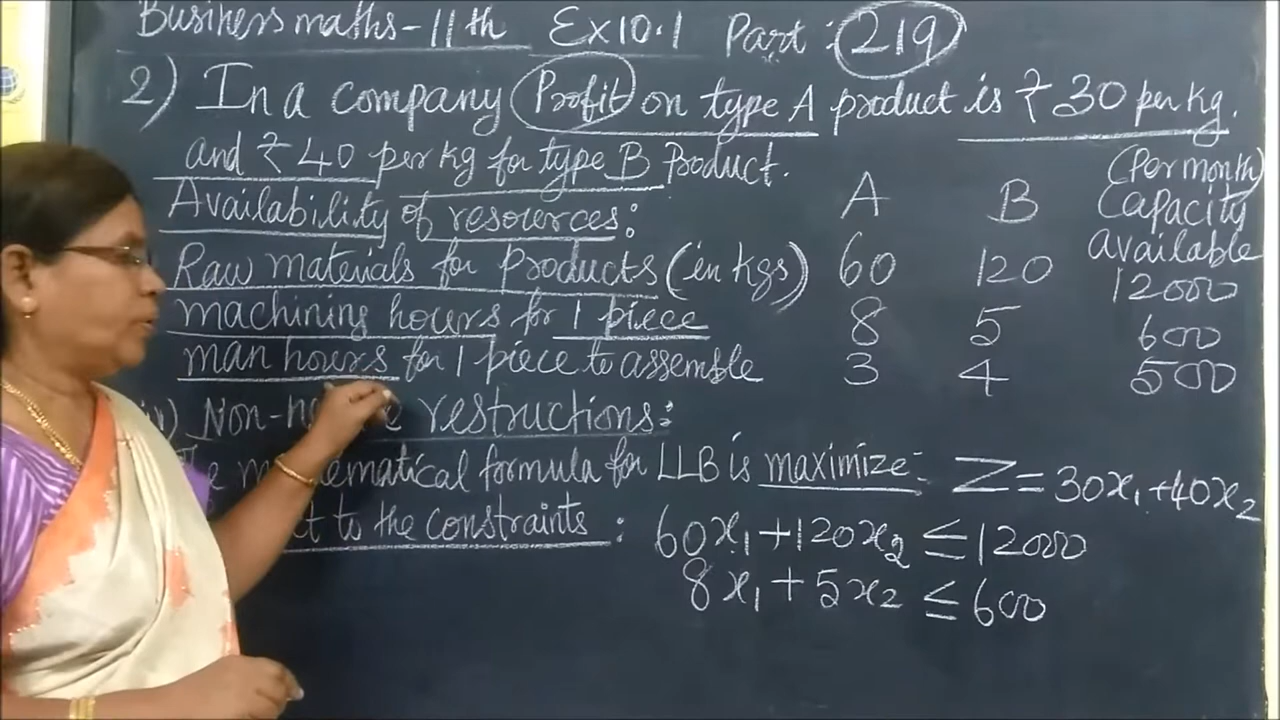 Business maths - 11th Ex 10.1 Part : 219
2) In a company Profit on type A product is ₹ 30 per kg.
and ₹ 40 per kg for type B Product.
(Per month)
Availability of resources: A B Capacity
available
Raw materials for products (in kgs) 60 120 12000
machining hours for 1 piece 8 5 600
man hours for 1 piece to assemble 3 4 500
restructions:
formula for LLB is maximize:- Z = 30x₁ + 40x₂
to the constraints : 60x₁ + 120x₂ ≤ 12000
8x₁ + 5x₂ ≤ 600